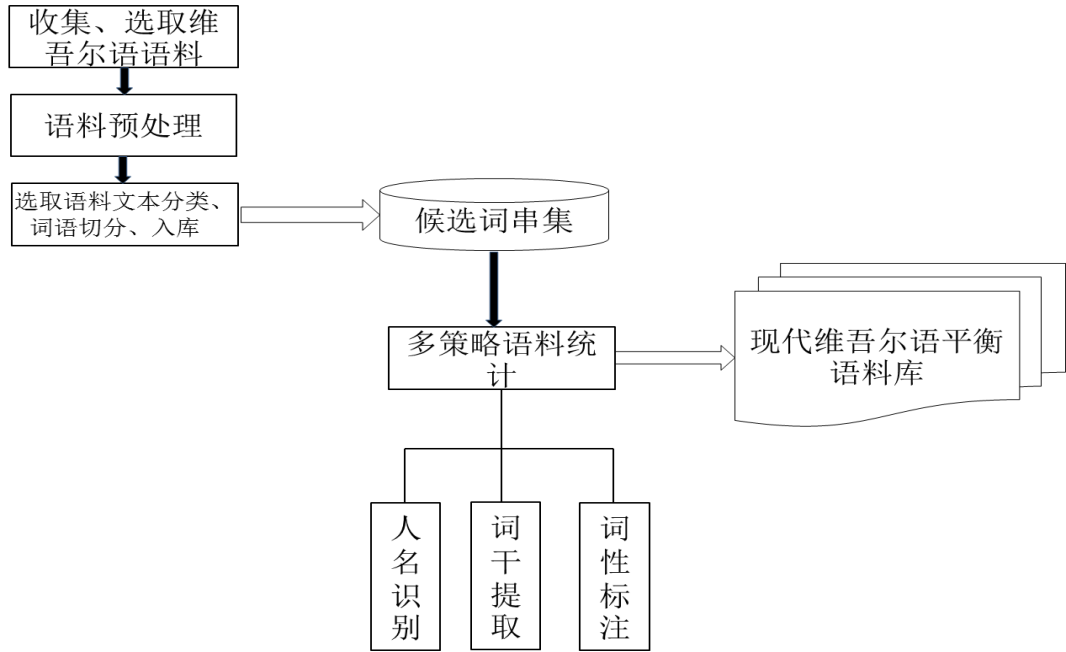 收集、选取维
吾尔语语料
语料预处理
选取语料文本分类、
词语切分、入库
候选词串集
多策略语料统
计
现代维吾尔语平衡
语料库
人名识别
词干提取
词性标注